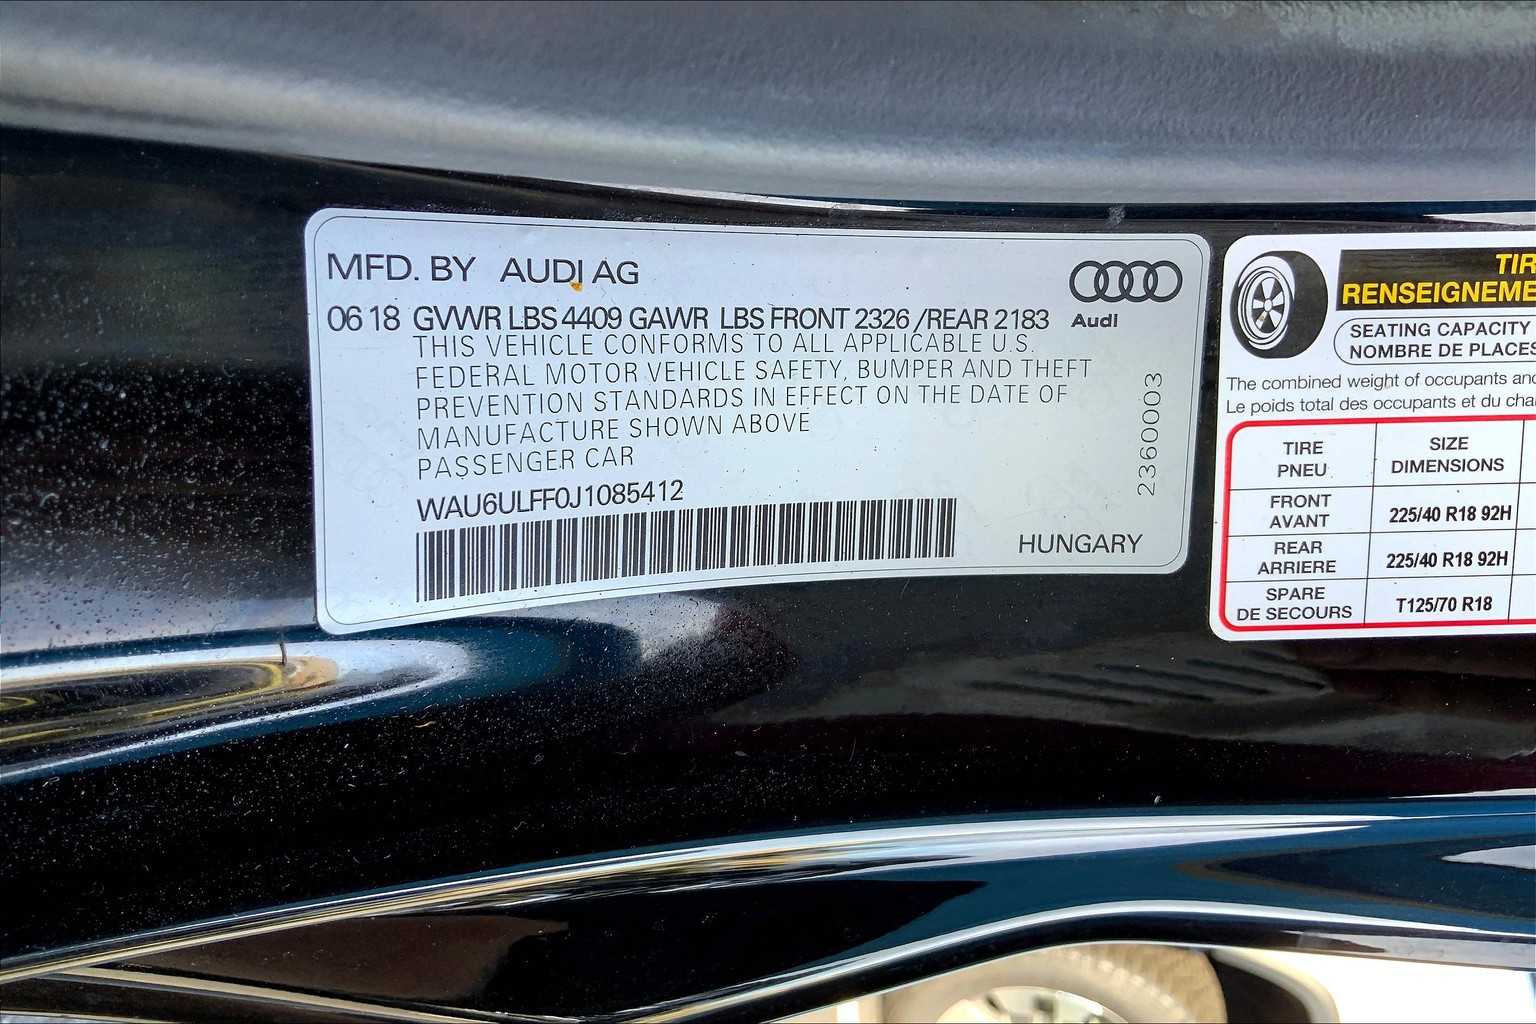 MFD. BY AUDI AG
06 18 GVWR LBS 4409 GAWR LBS FRONT 2326 /REAR 2183
Audi
THIS VEHICLE CONFORMS TO ALL APPLICABLE U.S.
FEDERAL MOTOR VEHICLE SAFETY, BUMPER AND THEFT
PREVENTION STANDARDS IN EFFECT ON THE DATE OF
MANUFACTURE SHOWN ABOVE
PASSENGER CAR
WAU6ULFF0J1085412
HUNGARY
2360003
TIR
RENSEIGNEME
SEATING CAPACITY
NOMBRE DE PLACES
The combined weight of occupants and
Le poids total des occupants et du char
TIRE SIZE
PNEU DIMENSIONS
FRONT
AVANT 225/40 R18 92H
REAR
ARRIERE 225/40 R18 92H
SPARE
DE SECOURS T125/70 R18